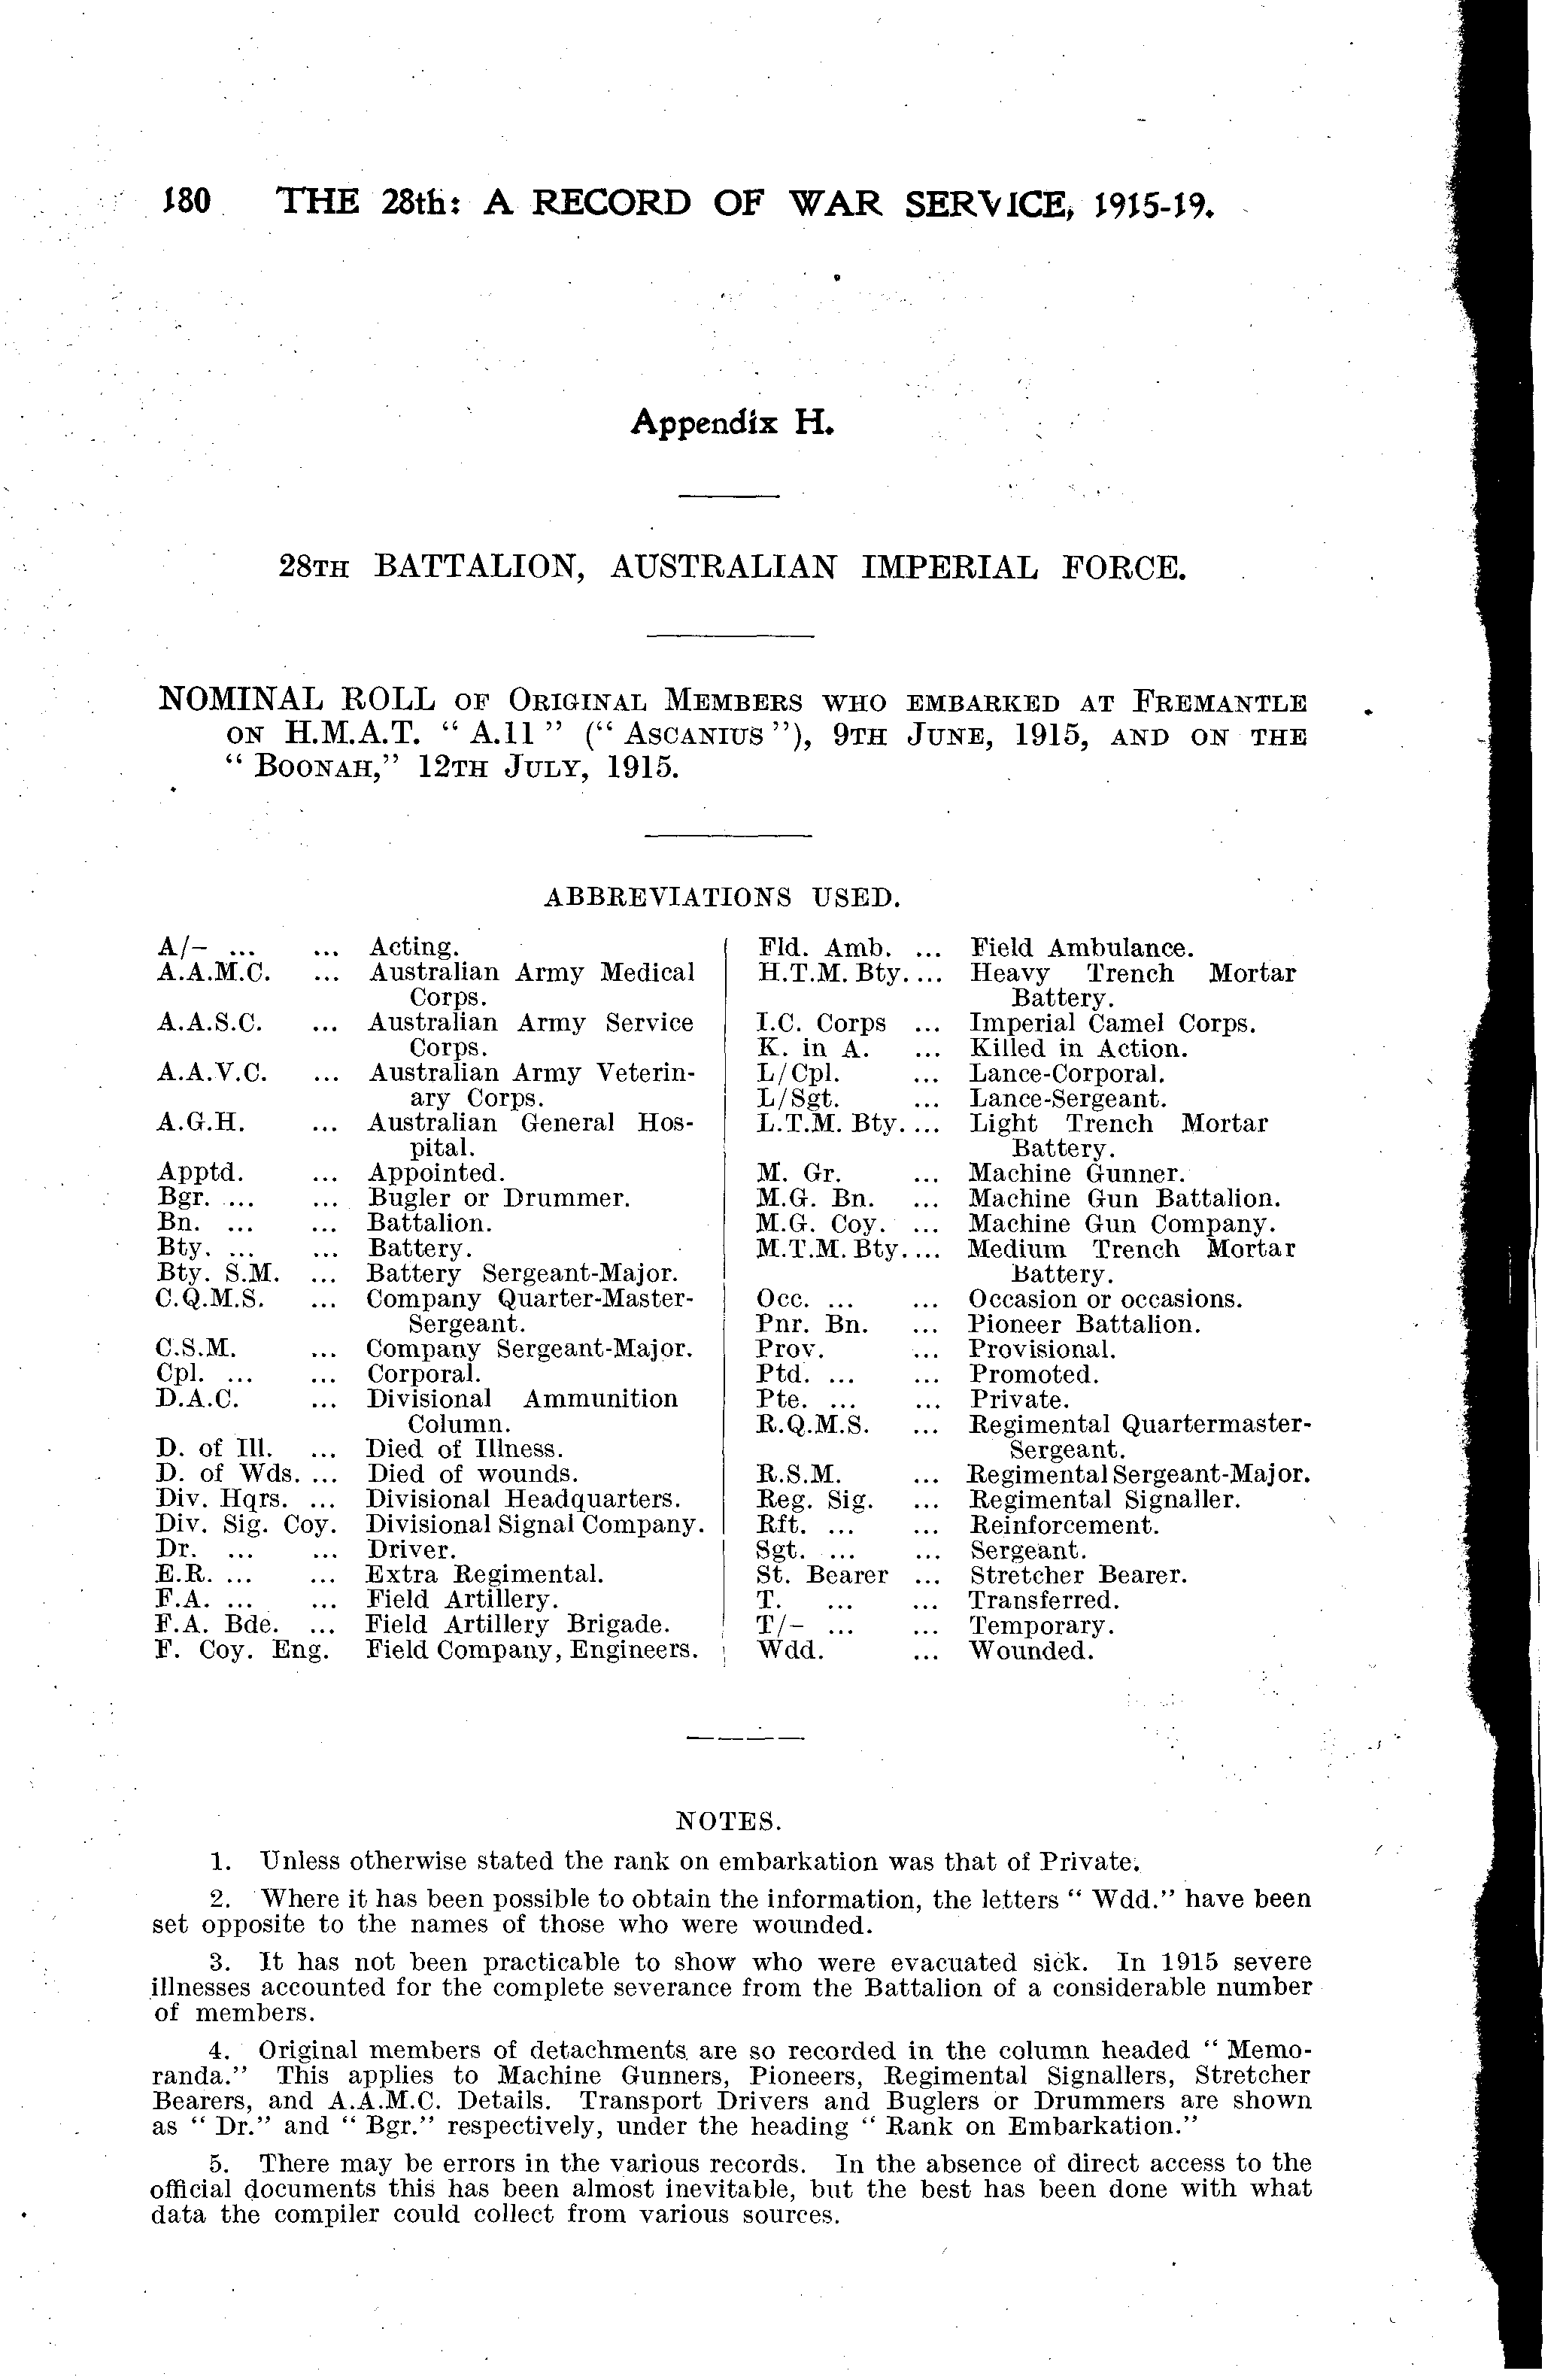 180 THE 28th: A RECORD OF WAR SERVICE, 1915-19.
Appendix H.
28TH BATTALION, AUSTRALIAN IMPERIAL FORCE.
NOMINAL ROLL OF ORIGINAL MEMBERS WHO EMBARKED AT FREMANTLE
ON H.M.A.T. “ A.11 ” (“ ASCANIUS ”), 9TH JUNE, 1915, AND ON THE
“ BOONAH,” 12TH JULY, 1915.
ABBREVIATIONS USED.
A/– ... ... Acting.
A.A.M.C. ... Australian Army Medical
Corps.
A.A.S.C. ... Australian Army Service
Corps.
A.A.V.C. ... Australian Army Veterin-
ary Corps.
A.G.H. ... Australian General Hos-
pital.
Apptd. ... Appointed.
Bgr. ... ... Bugler or Drummer.
Bn. ... ... Battalion.
Bty. ... ... Battery.
Bty. S.M. ... Battery Sergeant-Major.
C.Q.M.S. ... Company Quarter-Master-
Sergeant.
C.S.M. ... Company Sergeant-Major.
Cpl. ... ... Corporal.
D.A.C. ... Divisional Ammunition
Column.
D. of Ill. ... Died of Illness.
D. of Wds. ... Died of wounds.
Div. Hqrs. ... Divisional Headquarters.
Div. Sig. Coy. Divisional Signal Company.
Dr. ... ... Driver.
E.R. ... ... Extra Regimental.
F.A. ... ... Field Artillery.
F.A. Bde. ... Field Artillery Brigade.
F. Coy. Eng. Field Company, Engineers.
Fld. Amb. ... Field Ambulance.
H.T.M. Bty. ... Heavy Trench Mortar
Battery.
I.C. Corps ... Imperial Camel Corps.
K. in A. ... Killed in Action.
L/Cpl. ... Lance-Corporal.
L/Sgt. ... Lance-Sergeant.
L.T.M. Bty. ... Light Trench Mortar
Battery.
M. Gr. ... Machine Gunner.
M.G. Bn. ... Machine Gun Battalion.
M.G. Coy. ... Machine Gun Company.
M.T.M. Bty. ... Medium Trench Mortar
Battery.
Occ. ... ... Occasion or occasions.
Pnr. Bn. ... Pioneer Battalion.
Prov. ... Provisional.
Ptd. ... ... Promoted.
Pte. ... ... Private.
R.Q.M.S. ... Regimental Quartermaster-
Sergeant.
R.S.M. ... Regimental Sergeant-Major.
Reg. Sig. ... Regimental Signaller.
Rft. ... ... Reinforcement.
Sgt. ... ... Sergeant.
St. Bearer ... Stretcher Bearer.
T. ... ... Transferred.
T/– ... ... Temporary.
Wdd. ... Wounded.
NOTES.
1. Unless otherwise stated the rank on embarkation was that of Private.
2. Where it has been possible to obtain the information, the letters “ Wdd.” have been
set opposite to the names of those who were wounded.
3. It has not been practicable to show who were evacuated sick. In 1915 severe
illnesses accounted for the complete severance from the Battalion of a considerable number
of members.
4. Original members of detachments are so recorded in the column headed “ Memo-
randa.” This applies to Machine Gunners, Pioneers, Regimental Signallers, Stretcher
Bearers, and A.A.M.C. Details. Transport Drivers and Buglers or Drummers are shown
as “ Dr.” and “ Bgr.” respectively, under the heading “ Rank on Embarkation.”
5. There may be errors in the various records. In the absence of direct access to the
official documents this has been almost inevitable, but the best has been done with what
data the compiler could collect from various sources.